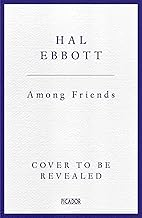 HAL
EBBOTT
Among Friends
COVER TO BE
REVEALED
PICADOR